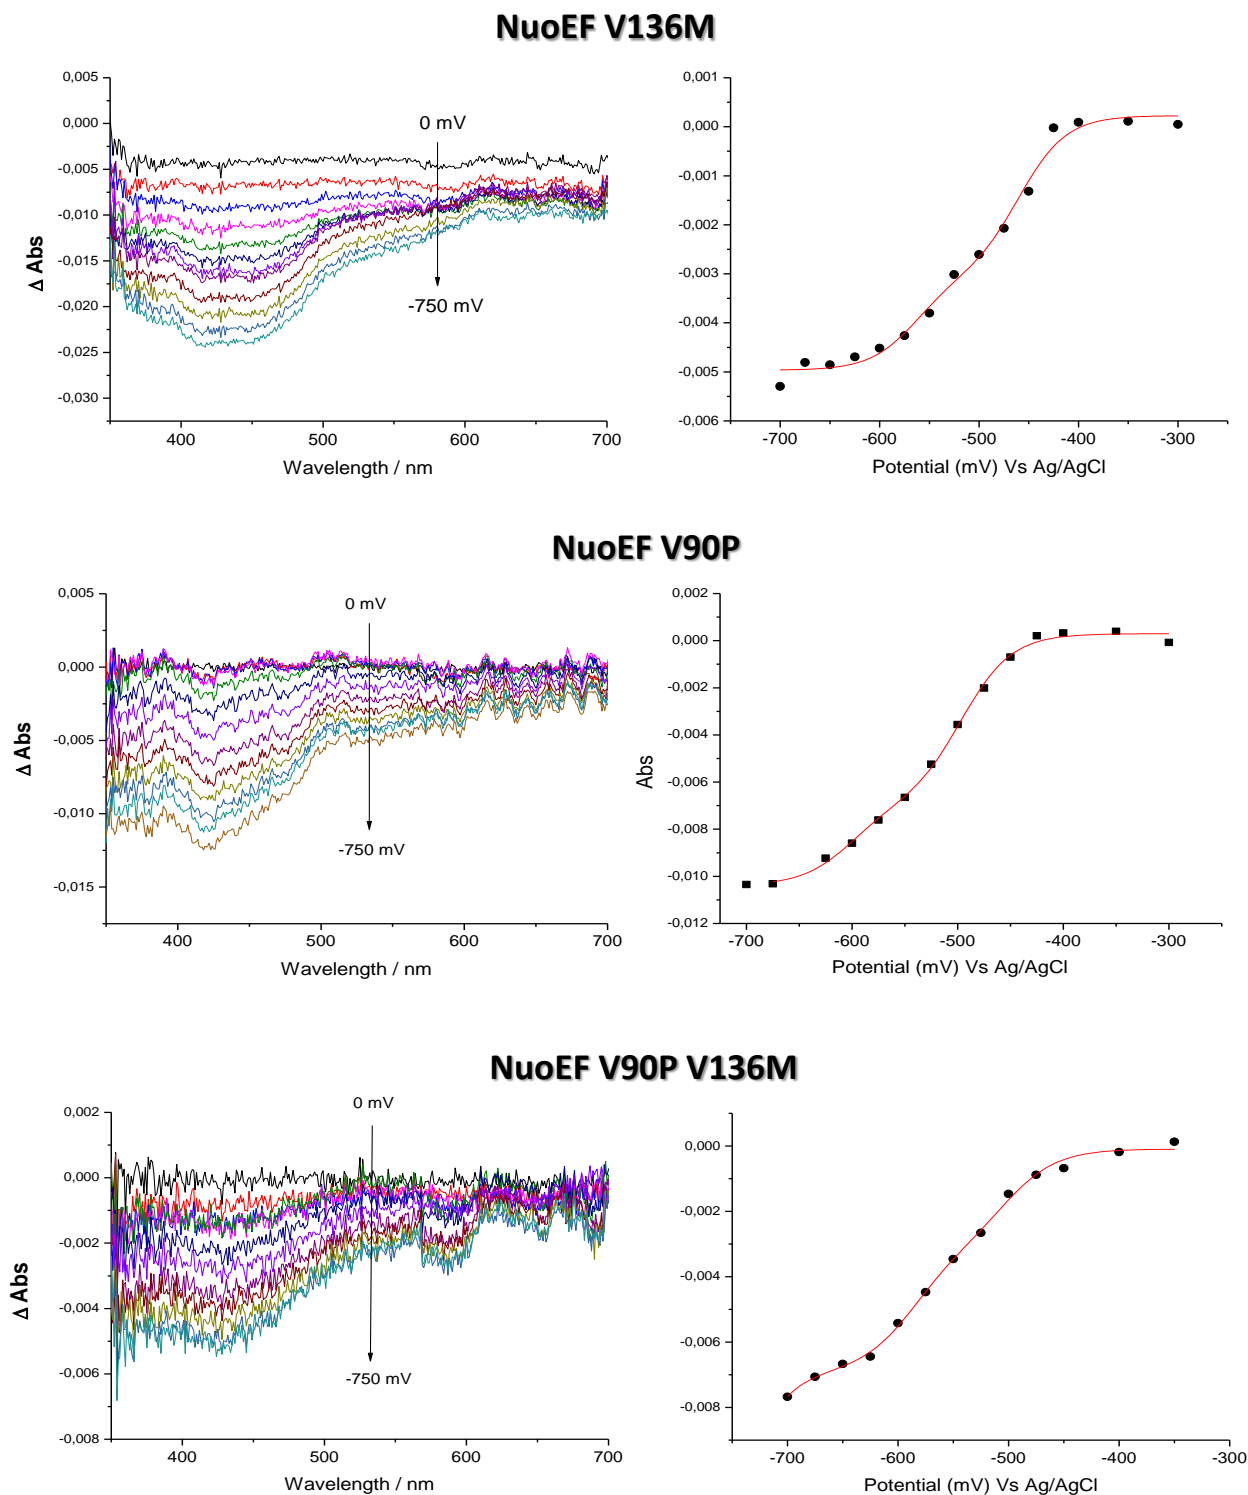 NuoEF V136M
0,005
0,000
-0,005
-0,010
-0,015
-0,020
-0,025
-0,030
Δ Abs
0 mV
-750 mV
400 500 600 700
Wavelength / nm
0,001
0,000
-0,001
-0,002
-0,003
-0,004
-0,005
-0,006
-700 -600 -500 -400 -300
Potential (mV) Vs Ag/AgCl
NuoEF V90P
0,005
0,000
-0,005
-0,010
-0,015
Δ Abs
0 mV
-750 mV
400 500 600 700
Wavelength / nm
0,002
0,000
-0,002
-0,004
-0,006
-0,008
-0,010
-0,012
Abs
-700 -600 -500 -400 -300
Potential (mV) Vs Ag/AgCl
NuoEF V90P V136M
0,002
0,000
-0,002
-0,004
-0,006
-0,008
Δ Abs
0 mV
-750 mV
400 500 600 700
Wavelength / nm
0,000
-0,002
-0,004
-0,006
-0,008
-700 -600 -500 -400 -300
Potential (mV) Vs Ag/AgCl